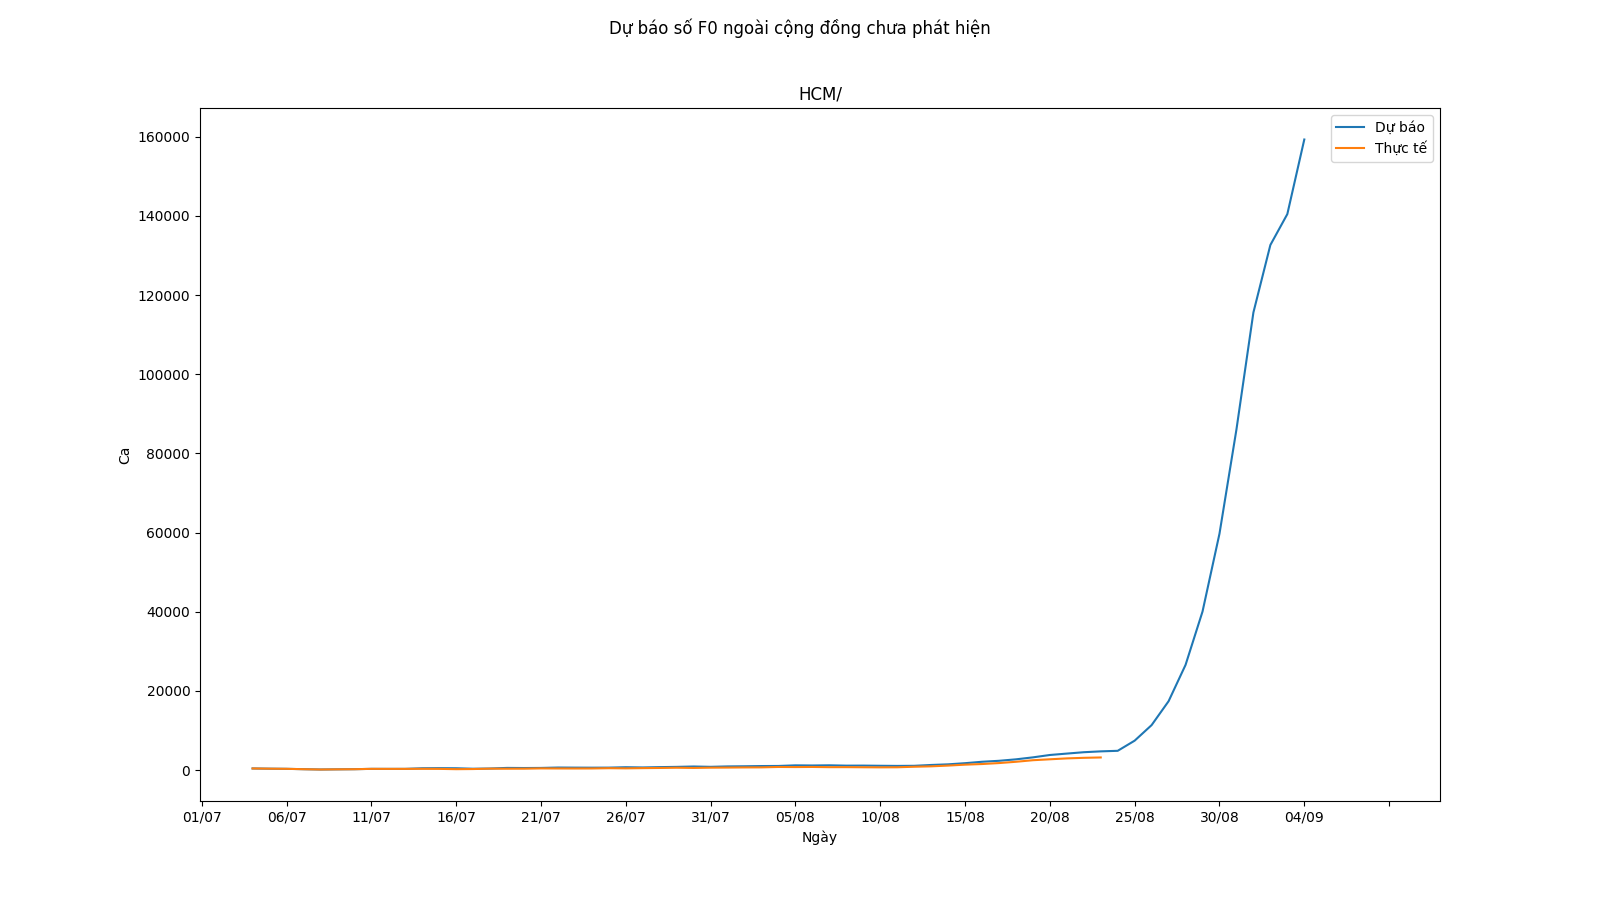 Dự báo số F0 ngoài cộng đồng chưa phát hiện
HCM/
Dự báo
Thực tế
160000
140000
120000
100000
80000
60000
40000
20000
0
Ca
01/07 06/07 11/07 16/07 21/07 26/07 31/07 05/08 10/08 15/08 20/08 25/08 30/08 04/09
Ngày